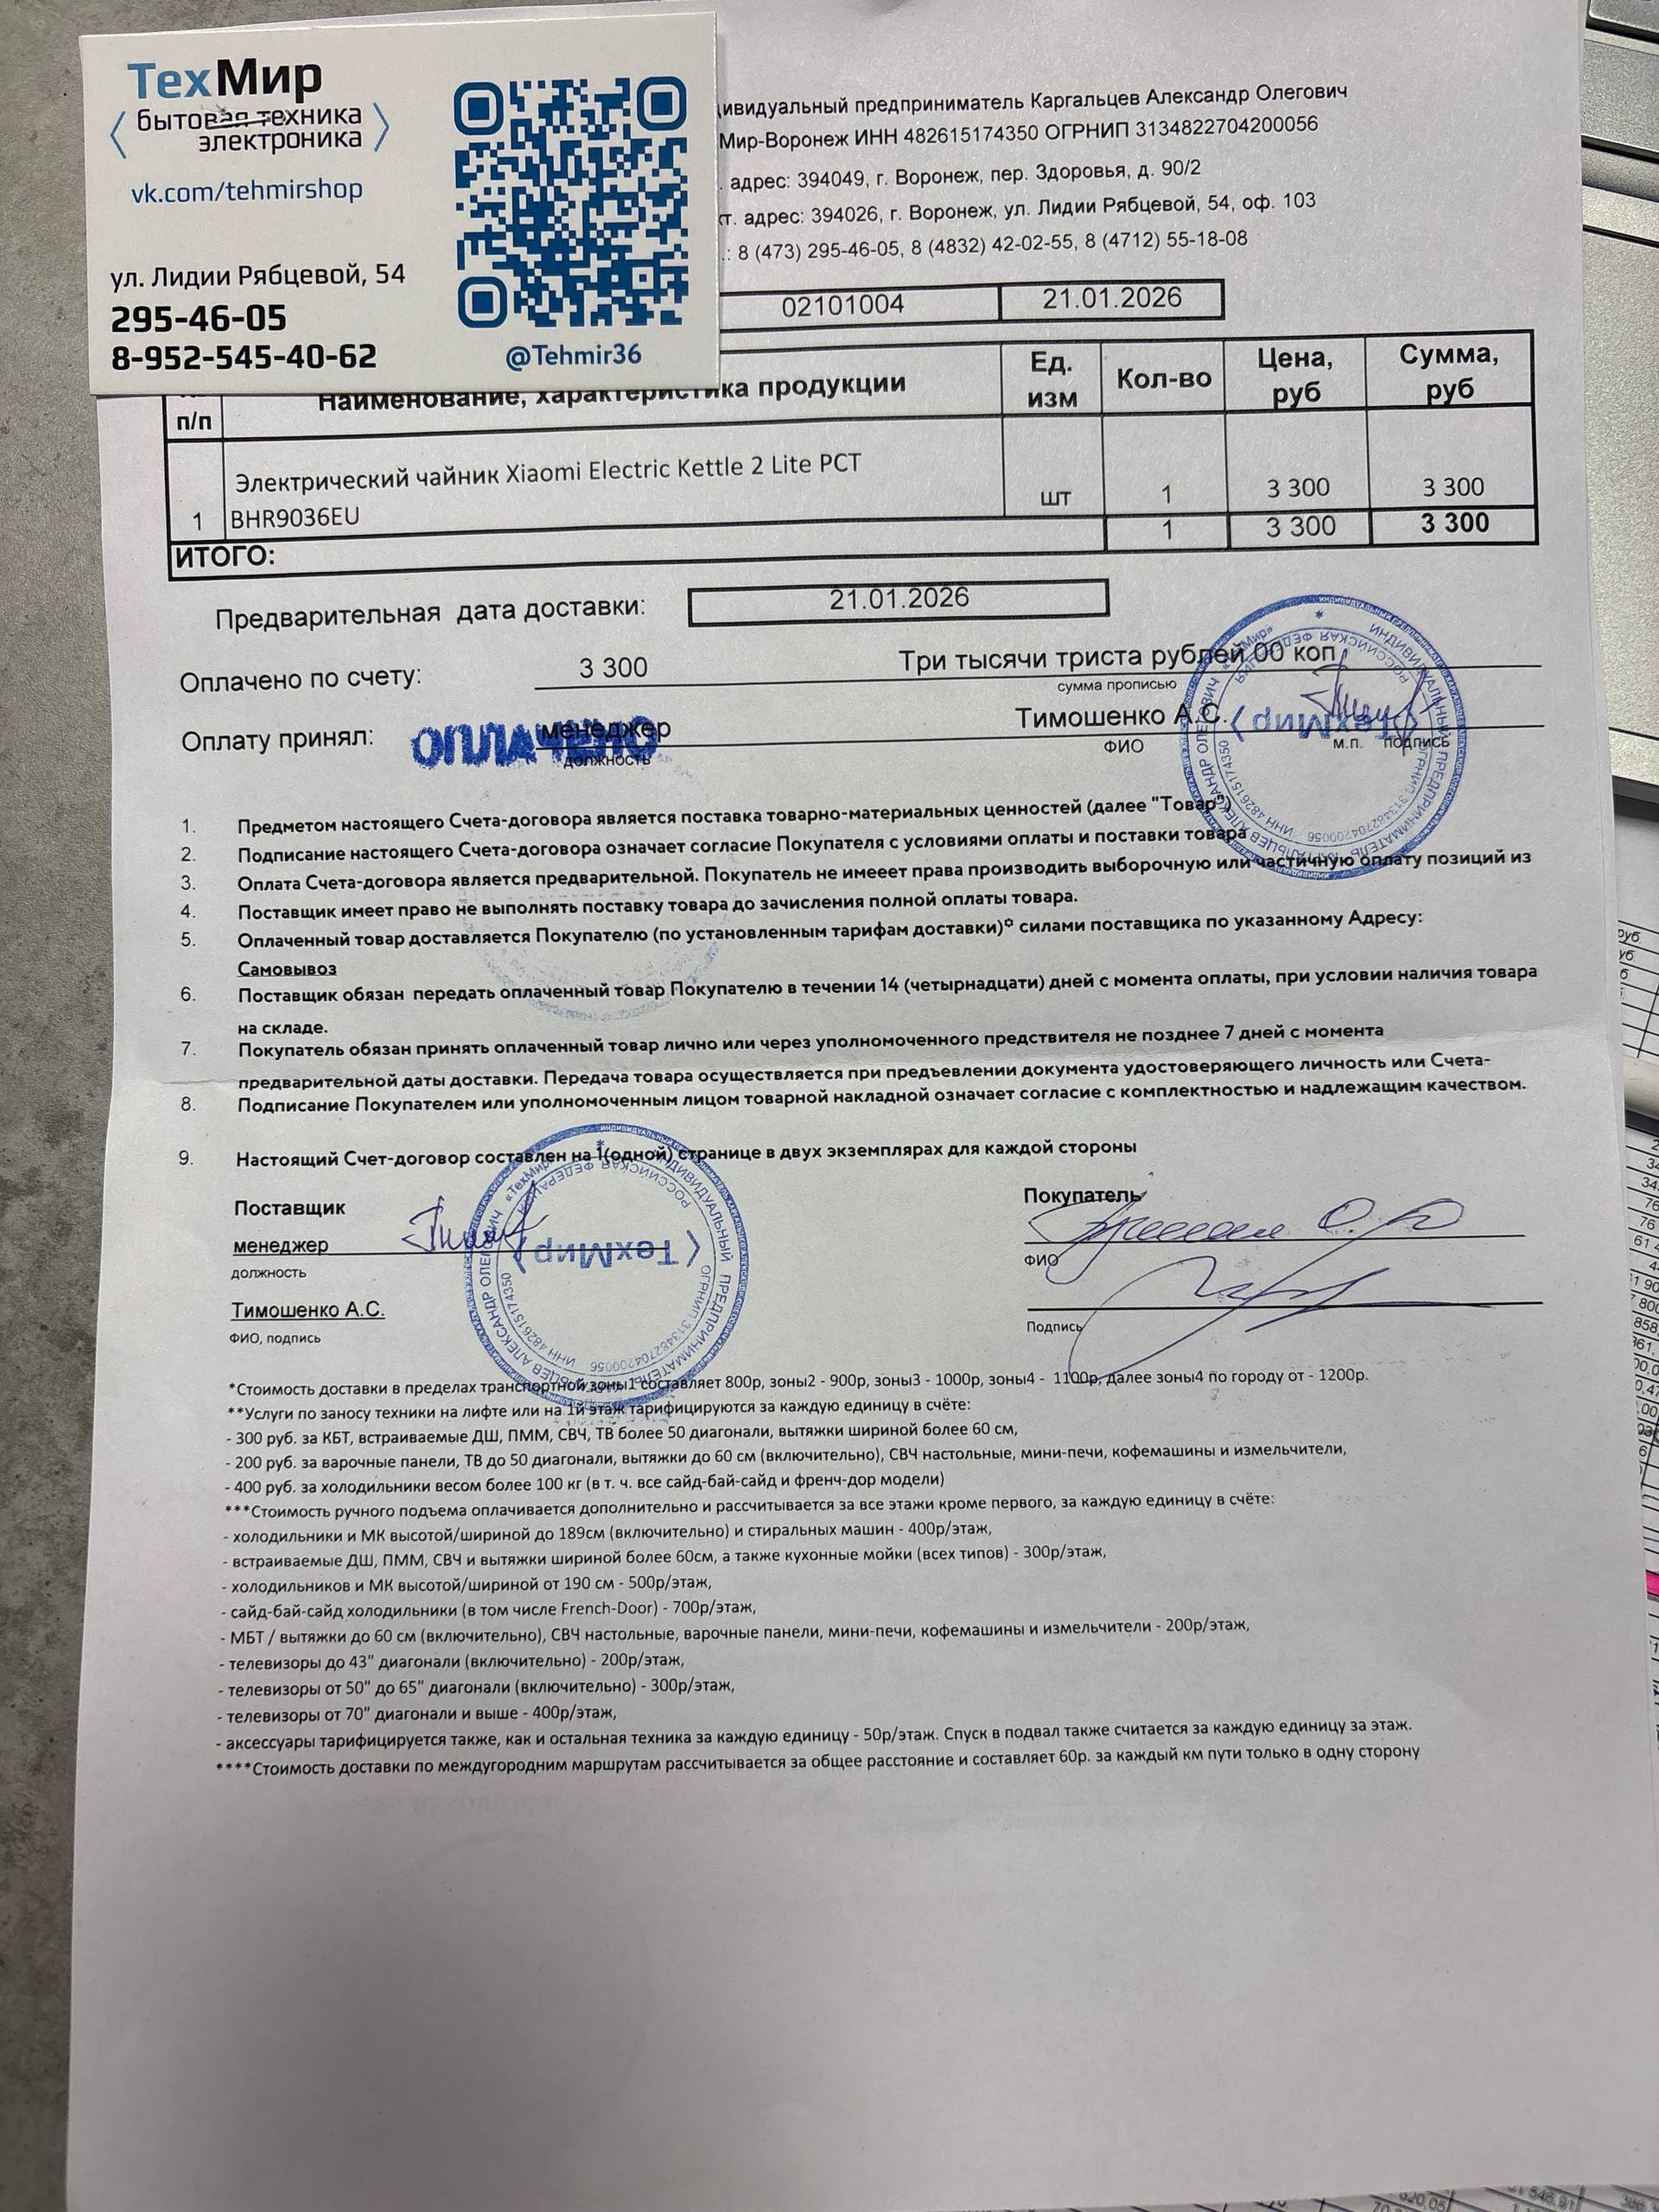 ТехМир
бытовая техника
электроника
vk.com/tehmirshop
ул. Лидии Рябцевой, 54
295-46-05
8-952-545-40-62
@Tehmir36
дивидуальный предприниматель Каргальцев Александр Олегович
Мир-Воронеж ИНН 482615174350 ОГРНИП 3134822704200056
. адрес: 394049, г. Воронеж, пер. Здоровья, д. 90/2
кт. адрес: 394026, г. Воронеж, ул. Лидии Рябцевой, 54, оф. 103
.: 8 (473) 295-46-05, 8 (4832) 42-02-55, 8 (4712) 55-18-08
02101004 21.01.2026
п/п Наименование, характеристика продукции Ед. изм Кол-во Цена, руб Сумма, руб
Электрический чайник Xiaomi Electric Kettle 2 Lite РСТ
1 BHR9036EU шт 1 3 300 3 300
ИТОГО: 1 3 300 3 300
Предварительная дата доставки: 21.01.2026
Оплачено по счету: 3 300 Три тысячи триста рублей 00 коп
сумма прописью
Оплату принял: ОПЛАЧЕНО менеджер Тимошенко А.С.
должность ФИО м.п. подпись
1. Предметом настоящего Счета-договора является поставка товарно-материальных ценностей (далее "Товар")
2. Подписание настоящего Счета-договора означает согласие Покупателя с условиями оплаты и поставки товара
3. Оплата Счета-договора является предварительной. Покупатель не имееет права производить выборочную или частичную оплату позиций из
4. Поставщик имеет право не выполнять поставку товара до зачисления полной оплаты товара.
5. Оплаченный товар доставляется Покупателю (по установленным тарифам доставки)* силами поставщика по указанному Адресу:
Самовывоз
6. Поставщик обязан передать оплаченный товар Покупателю в течении 14 (четырнадцати) дней с момента оплаты, при условии наличия товара
на складе.
7. Покупатель обязан принять оплаченный товар лично или через уполномоченного предствителя не позднее 7 дней с момента
предварительной даты доставки. Передача товара осуществляется при предъевлении документа удостоверяющего личность или Счета-
8. Подписание Покупателем или уполномоченным лицом товарной накладной означает согласие с комплектностью и надлежащим качеством.
9. Настоящий Счет-договор составлен на 1(одной) странице в двух экземплярах для каждой стороны
Поставщик Покупатель
менеджер
должность ФИО
Тимошенко А.С.
ФИО, подпись Подпись
ТехМир
*Стоимость доставки в пределах транспортной зоны1 составляет 800р, зоны2 - 900р, зоны3 - 1000р, зоны4 - 1100р, далее зоны4 по городу от - 1200р.
**Услуги по заносу техники на лифте или на 1й этаж тарифицируются за каждую единицу в счёте:
- 300 руб. за КБТ, встраиваемые ДШ, ПММ, СВЧ, ТВ более 50 диагонали, вытяжки шириной более 60 см,
- 200 руб. за варочные панели, ТВ до 50 диагонали, вытяжки до 60 см (включительно), СВЧ настольные, мини-печи, кофемашины и измельчители,
- 400 руб. за холодильники весом более 100 кг (в т. ч. все сайд-бай-сайд и френч-дор модели)
***Стоимость ручного подъема оплачивается дополнительно и рассчитывается за все этажи кроме первого, за каждую единицу в счёте:
- холодильники и МК высотой/шириной до 189см (включительно) и стиральных машин - 400р/этаж,
- встраиваемые ДШ, ПММ, СВЧ и вытяжки шириной более 60см, а также кухонные мойки (всех типов) - 300р/этаж,
- холодильников и МК высотой/шириной от 190 см - 500р/этаж,
- сайд-бай-сайд холодильники (в том числе French-Door) - 700р/этаж,
- МБТ / вытяжки до 60 см (включительно), СВЧ настольные, варочные панели, мини-печи, кофемашины и измельчители - 200р/этаж,
- телевизоры до 43" диагонали (включительно) - 200р/этаж,
- телевизоры от 50" до 65" диагонали (включительно) - 300р/этаж,
- телевизоры от 70" диагонали и выше - 400р/этаж,
- аксессуары тарифицируется также, как и остальная техника за каждую единицу - 50р/этаж. Спуск в подвал также считается за каждую единицу за этаж.
****Стоимость доставки по междугородним маршрутам рассчитывается за общее расстояние и составляет 60р. за каждый км пути только в одну сторону